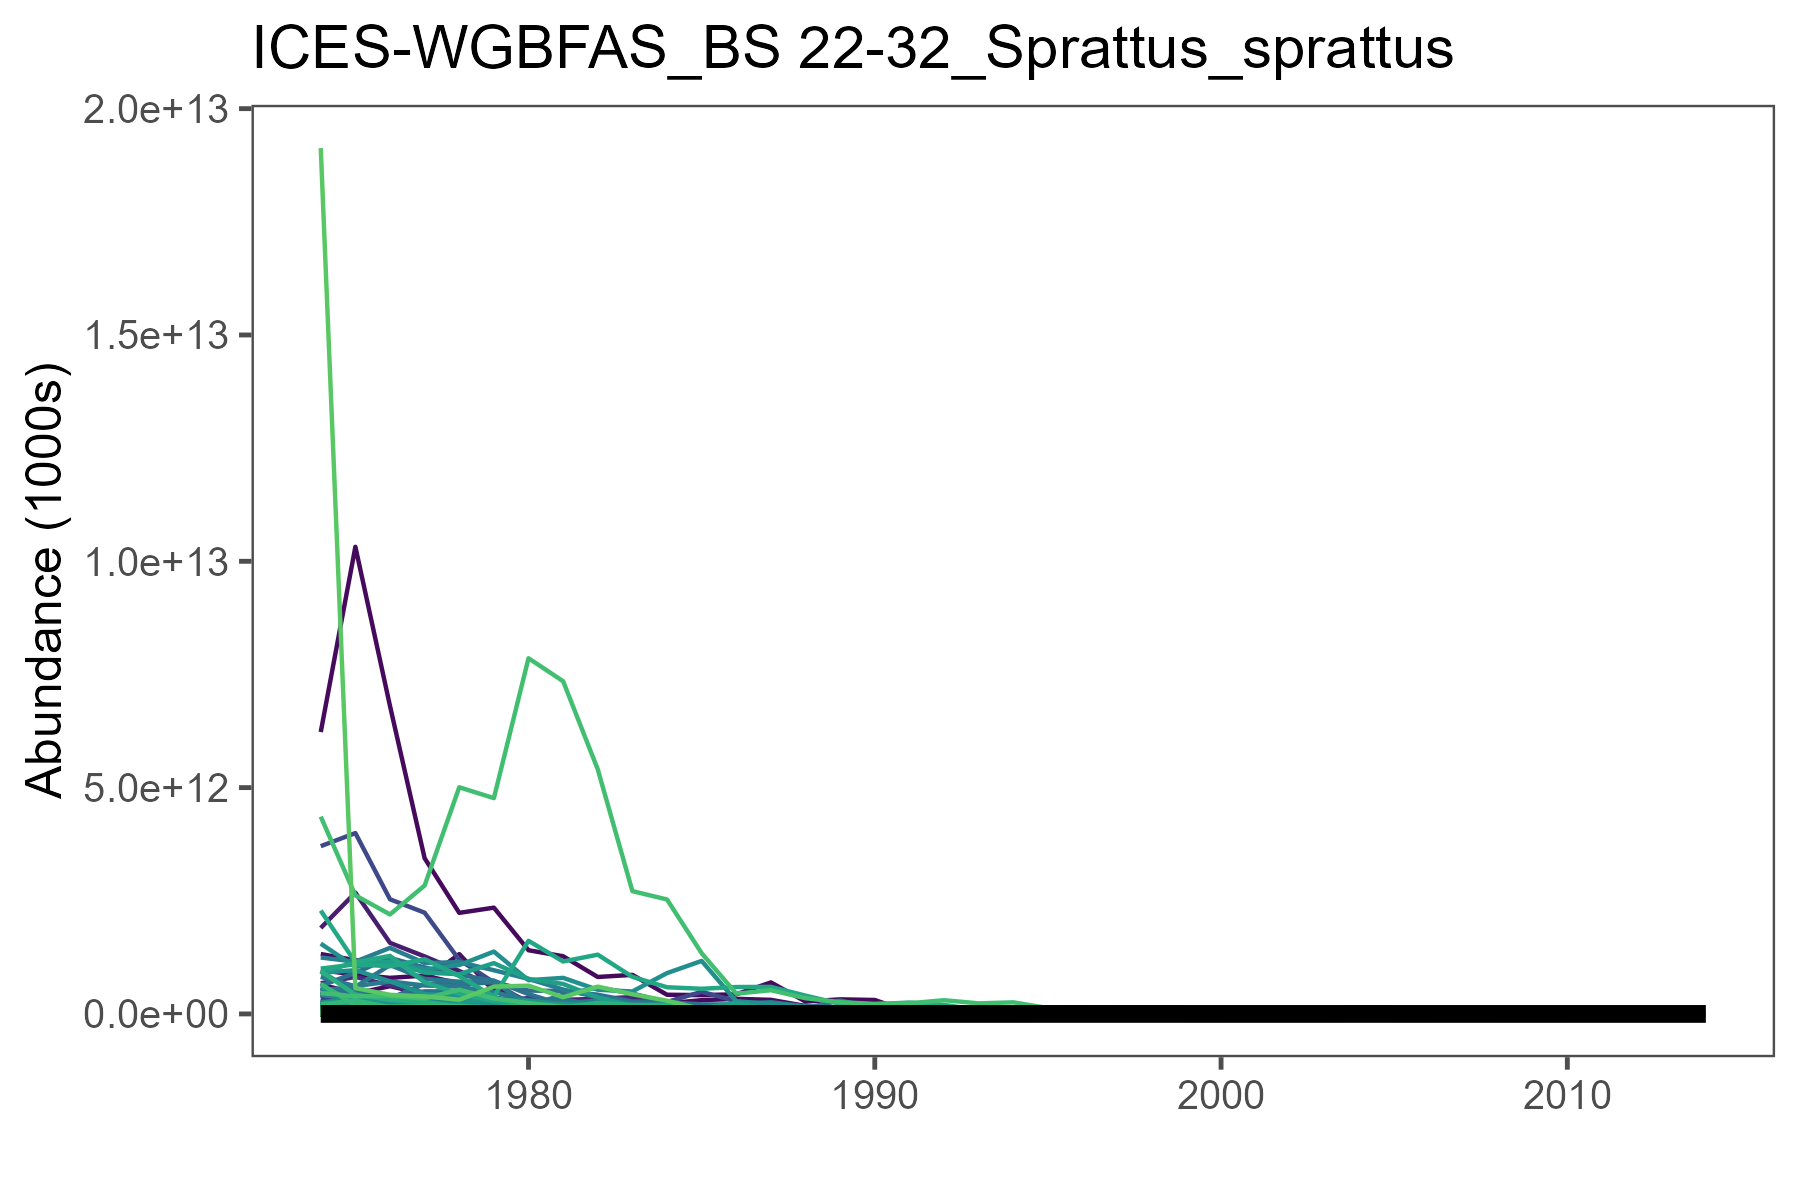 ICES-WGBFAS_BS 22-32_Sprattus_sprattus
Abundance (1000s)
2.0e+13
1.5e+13
1.0e+13
5.0e+12
0.0e+00
1980 1990 2000 2010